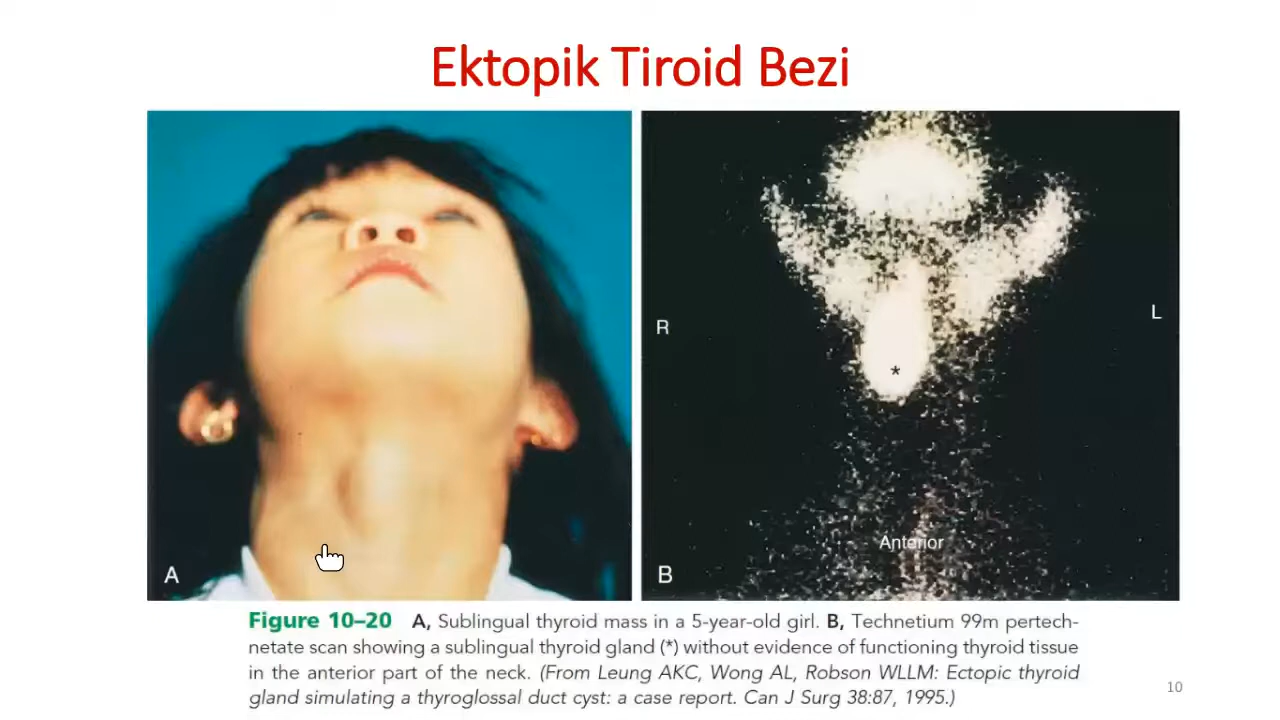 Ektopik Tiroid Bezi
R
L
*
Anterior
A
B
Figure 10–20 A, Sublingual thyroid mass in a 5-year-old girl. B, Technetium 99m pertech-
netate scan showing a sublingual thyroid gland (*) without evidence of functioning thyroid tissue
in the anterior part of the neck. (From Leung AKC, Wong AL, Robson WLLM: Ectopic thyroid
gland simulating a thyroglossal duct cyst: a case report. Can J Surg 38:87, 1995.)
10